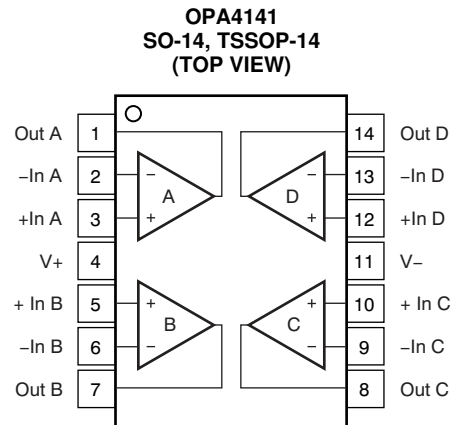 OPA4141
SO-14, TSSOP-14
(TOP VIEW)
Out A 1 14 Out D
−In A 2 − − 13 −In D
A D
+In A 3 + + 12 +In D
V+ 4 11 V−
+ In B 5 + + 10 + In C
B C
−In B 6 − − 9 −In C
Out B 7 8 Out C